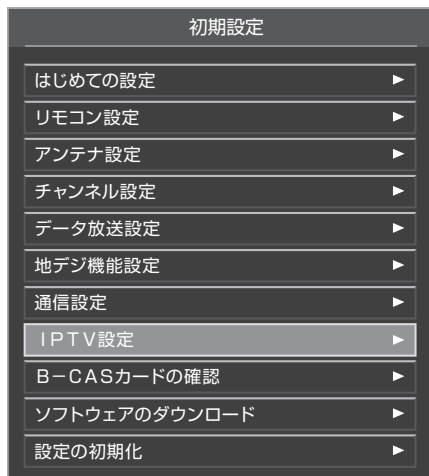 初期設定
はじめての設定
リモコン設定
アンテナ設定
チャンネル設定
データ放送設定
地デジ機能設定
通信設定
ＩＰＴＶ設定
Ｂ－ＣＡＳカードの確認
ソフトウェアのダウンロード
設定の初期化